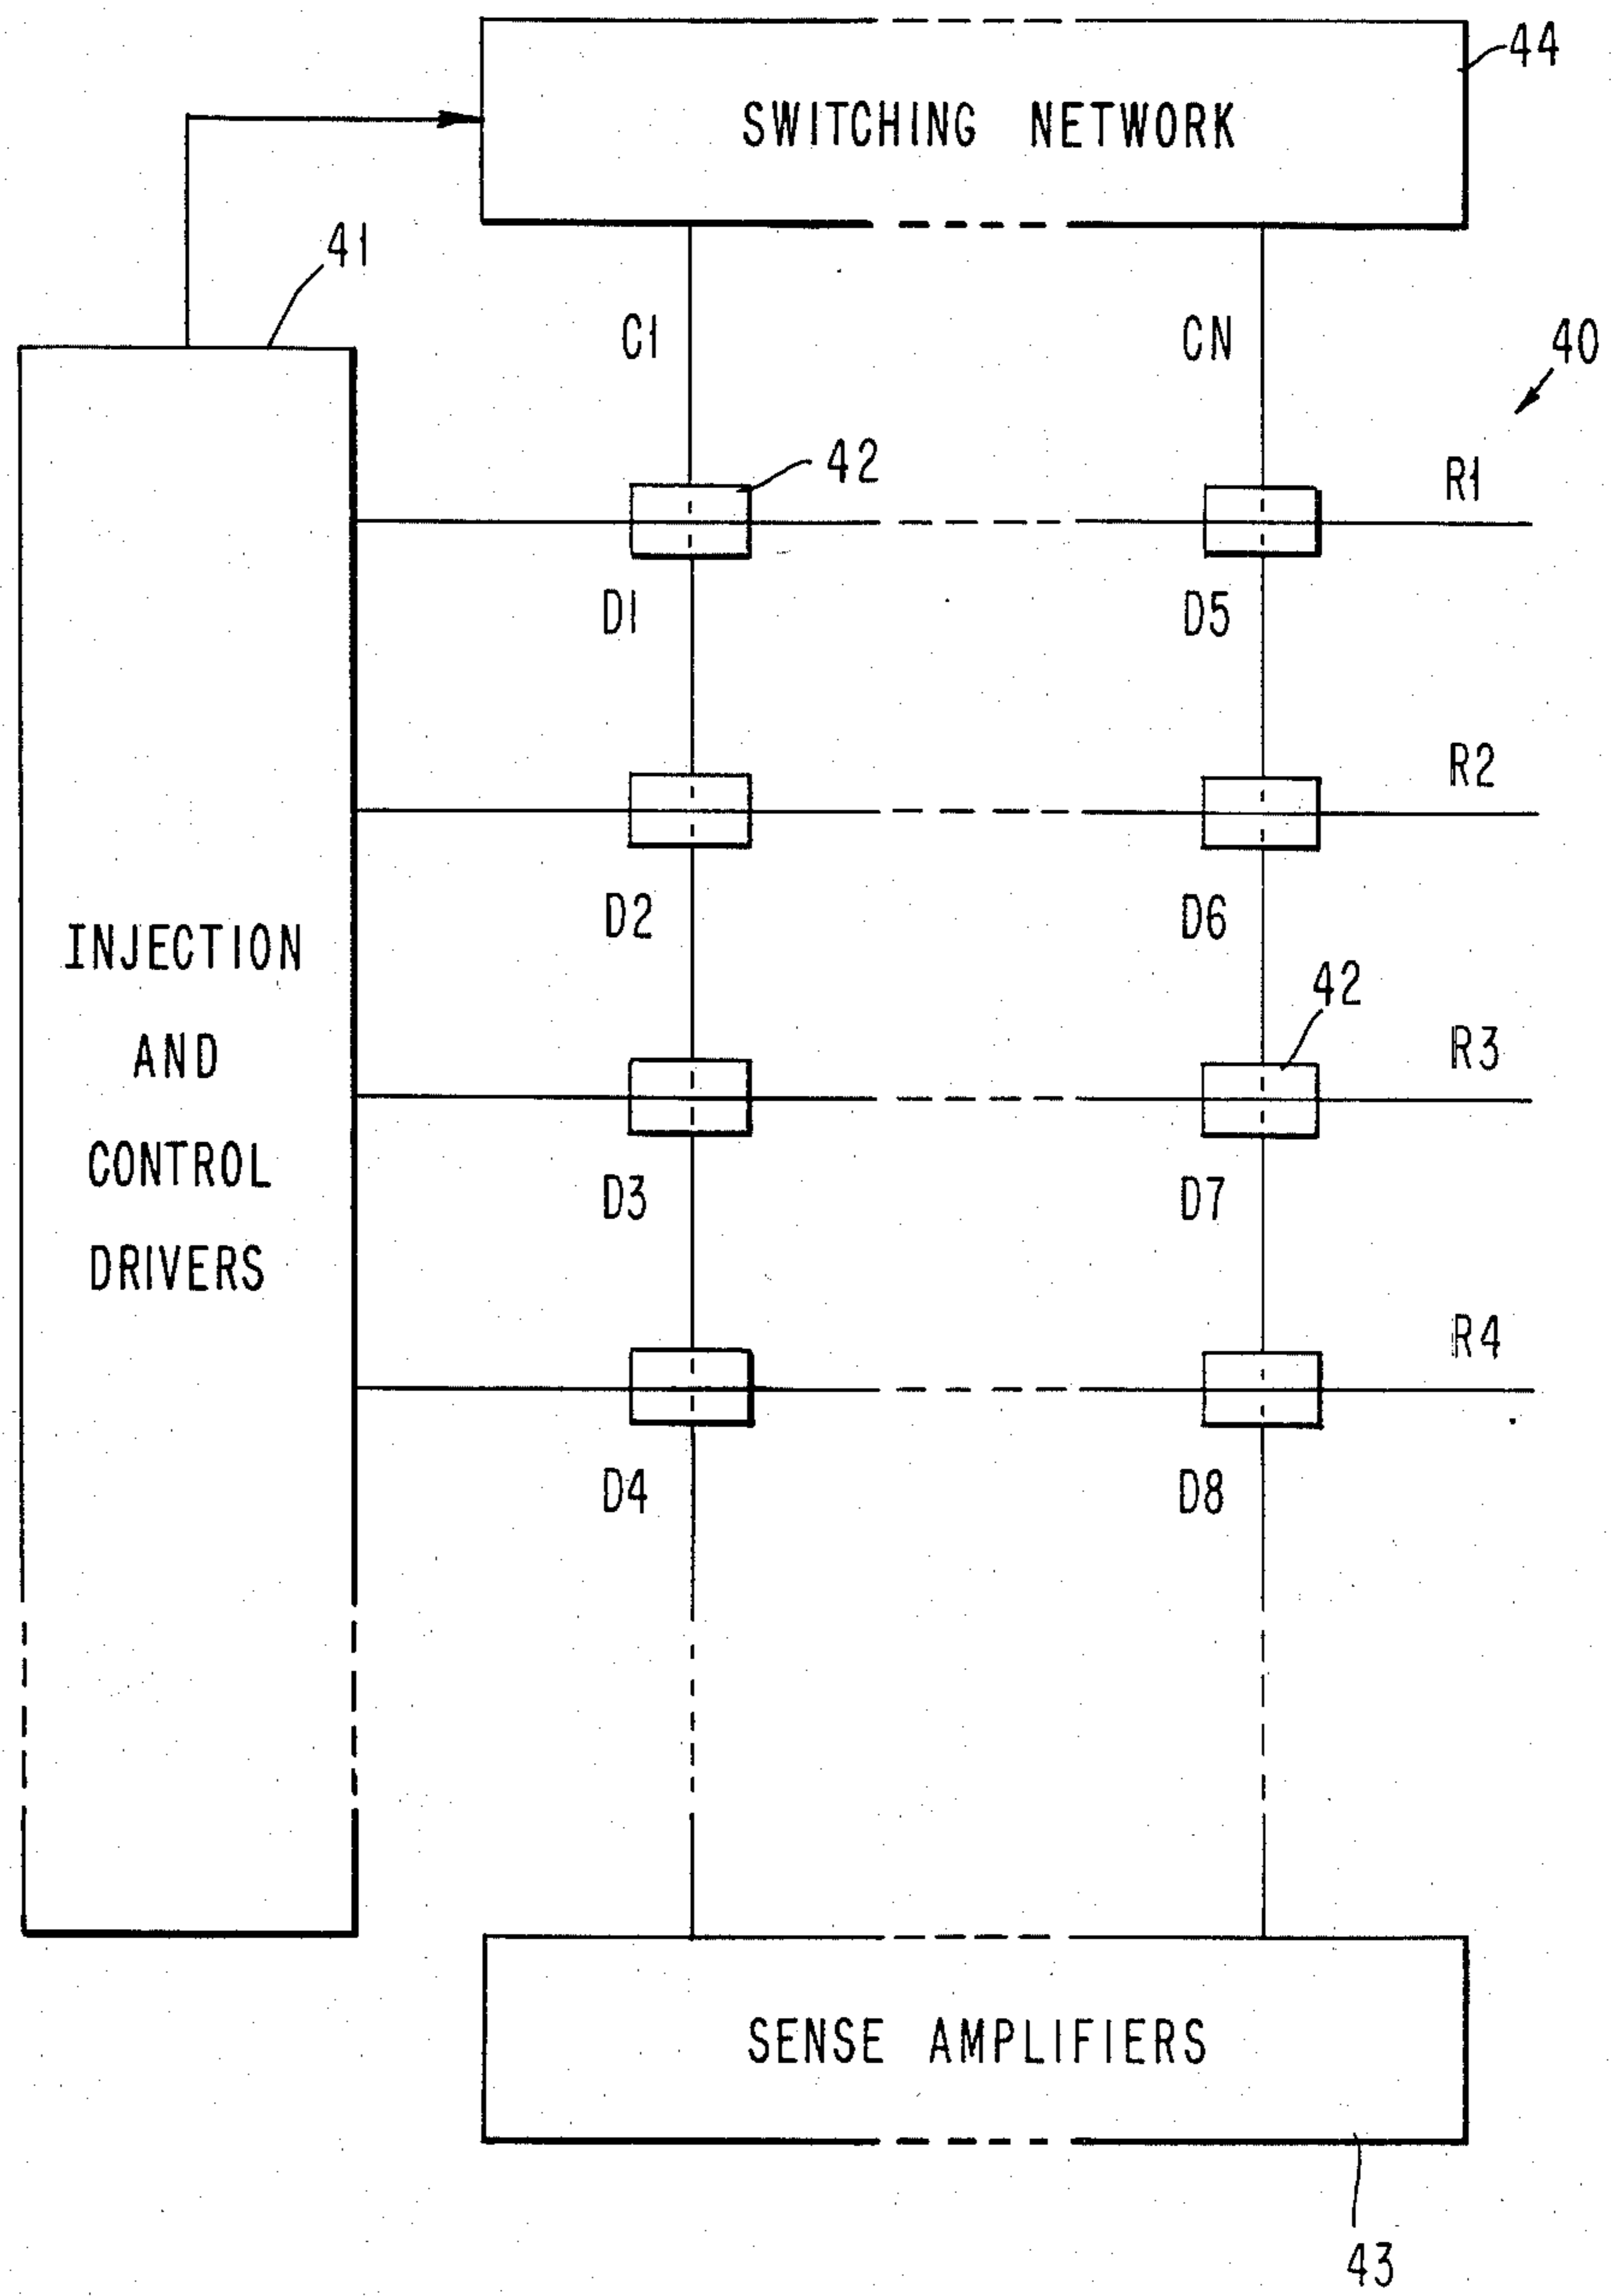 44
SWITCHING NETWORK
41
C1
CN
40
42
R1
D1
D5
R2
D2
D6
INJECTION
AND
CONTROL
DRIVERS
42
R3
D3
D7
R4
D4
D8
SENSE AMPLIFIERS
43